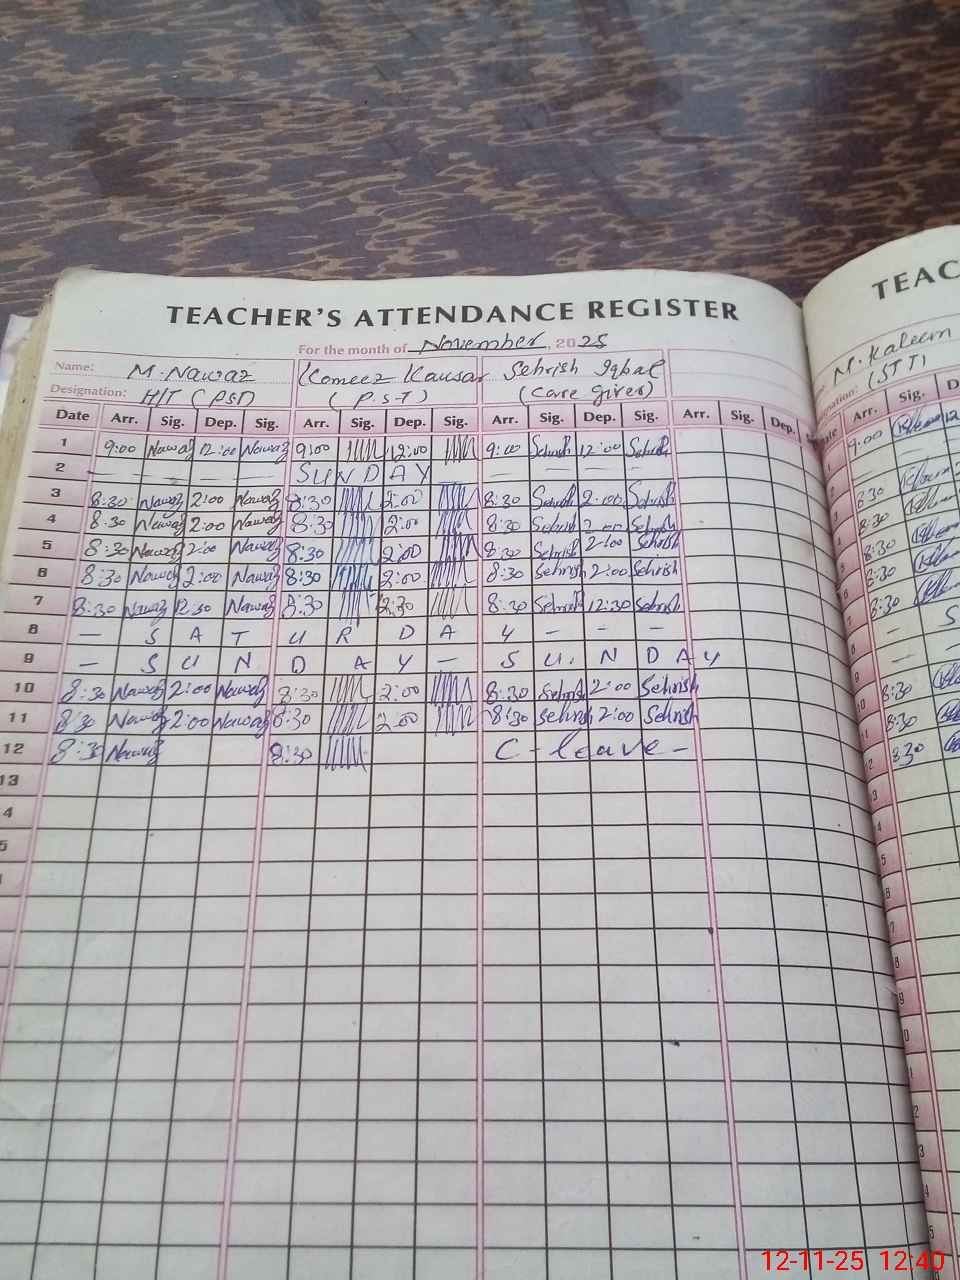 TEACHER'S ATTENDANCE REGISTER
For the month of November, 2025
Name: M. Nawaz Komeez Kausar Sehrish Iqbal
Designation: H/T (PST) (P.S.T) (Care Giver)
Date Arr. Sig. Dep. Sig. Arr. Sig. Dep. Sig. Arr. Sig. Dep. Sig. Arr. Sig. Dep.
1 9:00 Nawaz 12:00 Nawaz 9:00 12:00 9:00 Sehrish 12:00 Sehrish
2 — — — — SUNDAY — — — —
3 8:30 Nawaz 2:00 Nawaz 8:30 2:00 8:30 Sehrish 2:00 Sehrish
4 8:30 Nawaz 2:00 Nawaz 8:30 2:00 8:30 Sehrish 2:00 Sehrish
5 8:30 Nawaz 2:00 Nawaz 8:30 2:00 8:30 Sehrish 2:00 Sehrish
6 8:30 Nawaz 2:00 Nawaz 8:30 2:00 8:30 Sehrish 2:00 Sehrish
7 8:30 Nawaz 12:30 Nawaz 8:30 12:30 8:30 Sehrish 12:30 Sehrish
8 — S A T U R D A Y - - -
9 — S U N D A Y — S U. N D A Y
10 8:30 Nawaz 2:00 Nawaz 8:30 2:00 8:30 Sehrish 2:00 Sehrish
11 8:30 Nawaz 2:00 Nawaz 8:30 2:00 8:30 Sehrish 2:00 Sehrish
12 8:30 Nawaz 8:30 C - leave -
13
4
5
TEAC
M. Kaleem
(STT)
Arr. Sig. D
9:00 12
8:30
8:30
8:30
8:30
8:30
— S
—
8:30
8:30
8:30
12-11-25 12:40